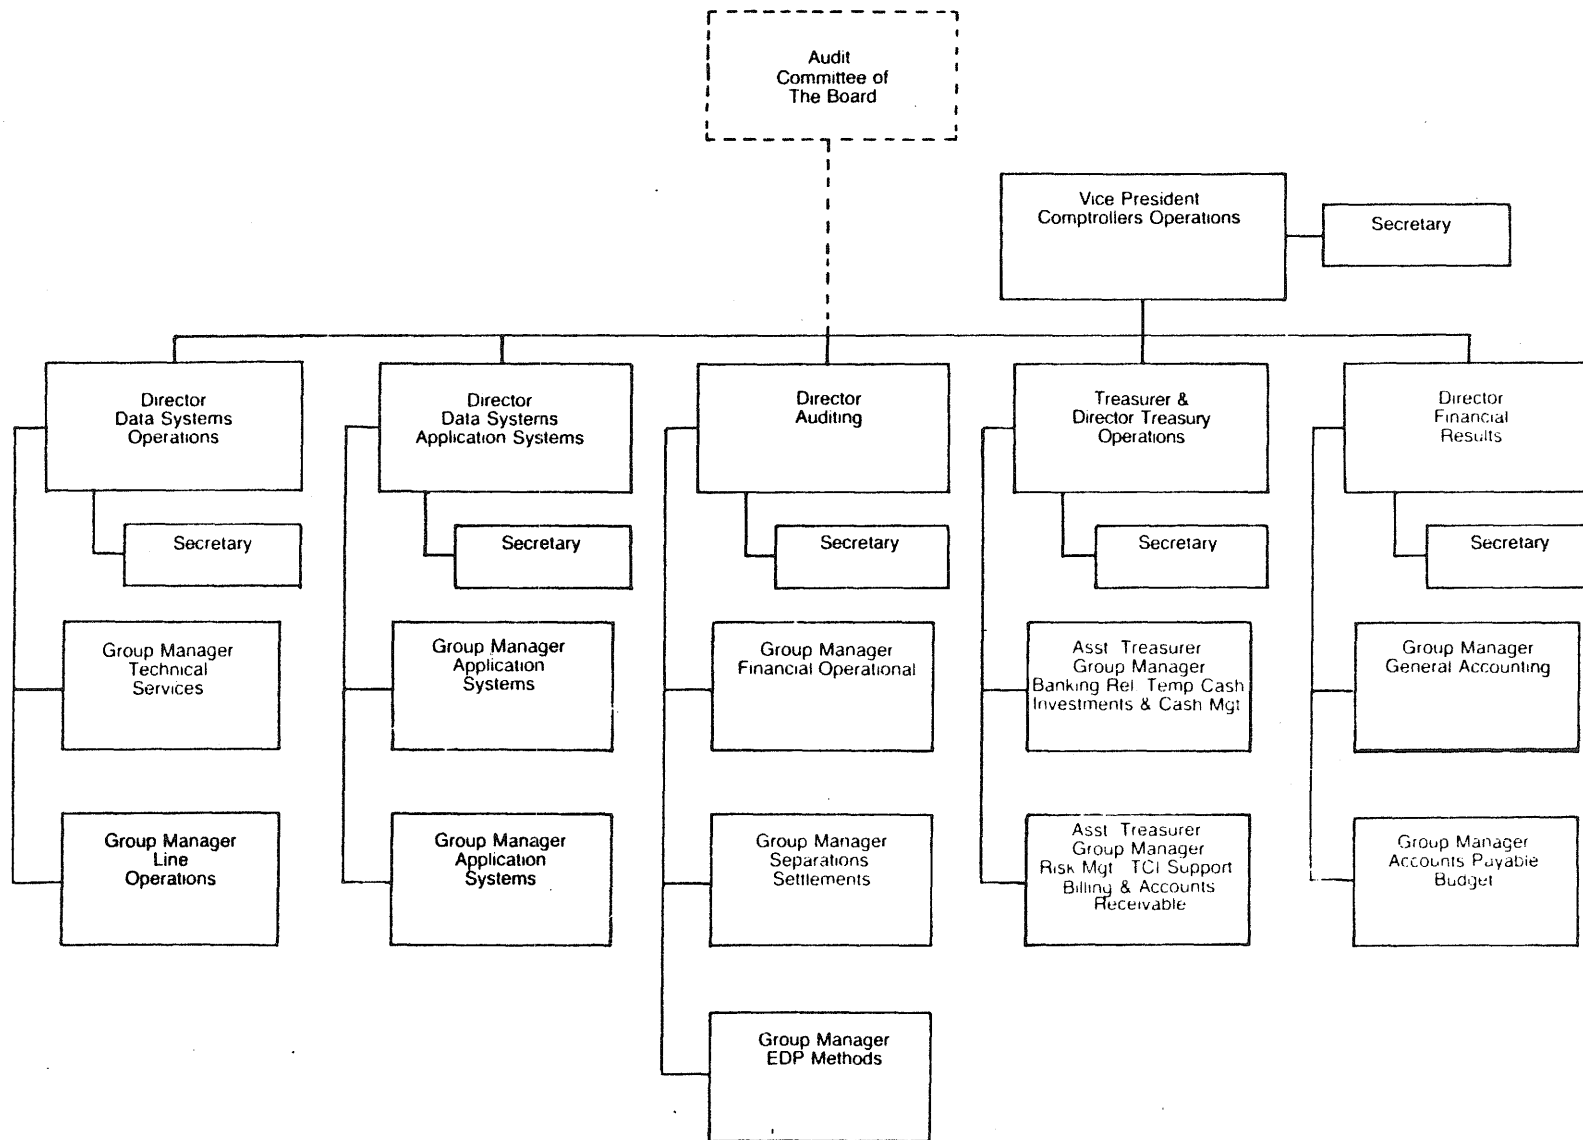 Audit
Committee of
The Board
Vice President
Comptrollers Operations
Secretary
Director
Data Systems
Operations
Director
Data Systems
Application Systems
Director
Auditing
Treasurer &
Director Treasury
Operations
Director
Financial
Results
Secretary
Secretary
Secretary
Secretary
Secretary
Group Manager
Technical
Services
Group Manager
Application
Systems
Group Manager
Financial Operational
Asst Treasurer
Group Manager
Banking Rel. Temp Cash
Investments & Cash Mgt
Group Manager
General Accounting
Group Manager
Line
Operations
Group Manager
Application
Systems
Group Manager
Separations
Settlements
Asst Treasurer
Group Manager
Risk Mgt TCI Support
Billing & Accounts
Receivable
Group Manager
Accounts Payable
Budget
Group Manager
EDP Methods